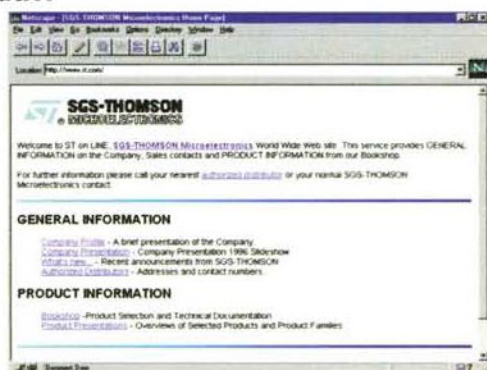 Netscape - [SGS-THOMSON Microelectronics Home Page]
File Edit View Go Bookmarks Options Directory Window Help
Location: http://www.st.com/
N
ST
SGS-THOMSON
MICROELECTRONICS
Welcome to ST on LINE, SGS-THOMSON Microelectronics World Wide Web site. This service provides GENERAL
INFORMATION on the Company, Sales contacts and PRODUCT INFORMATION from our Bookshop.
For further information please call your nearest authorized distributor or your normal SGS-THOMSON
Microelectronics contact.
GENERAL INFORMATION
Company Profile - A brief presentation of the Company.
Company Presentation - Company Presentation 1996 Slideshow
What's new... - Recent announcements from SGS-THOMSON
Authorized Distributors - Addresses and contact numbers.
PRODUCT INFORMATION
Bookshop -Product Selection and Technical Documentation
Product Presentations - Overviews of Selected Products and Product Families
Document: Done